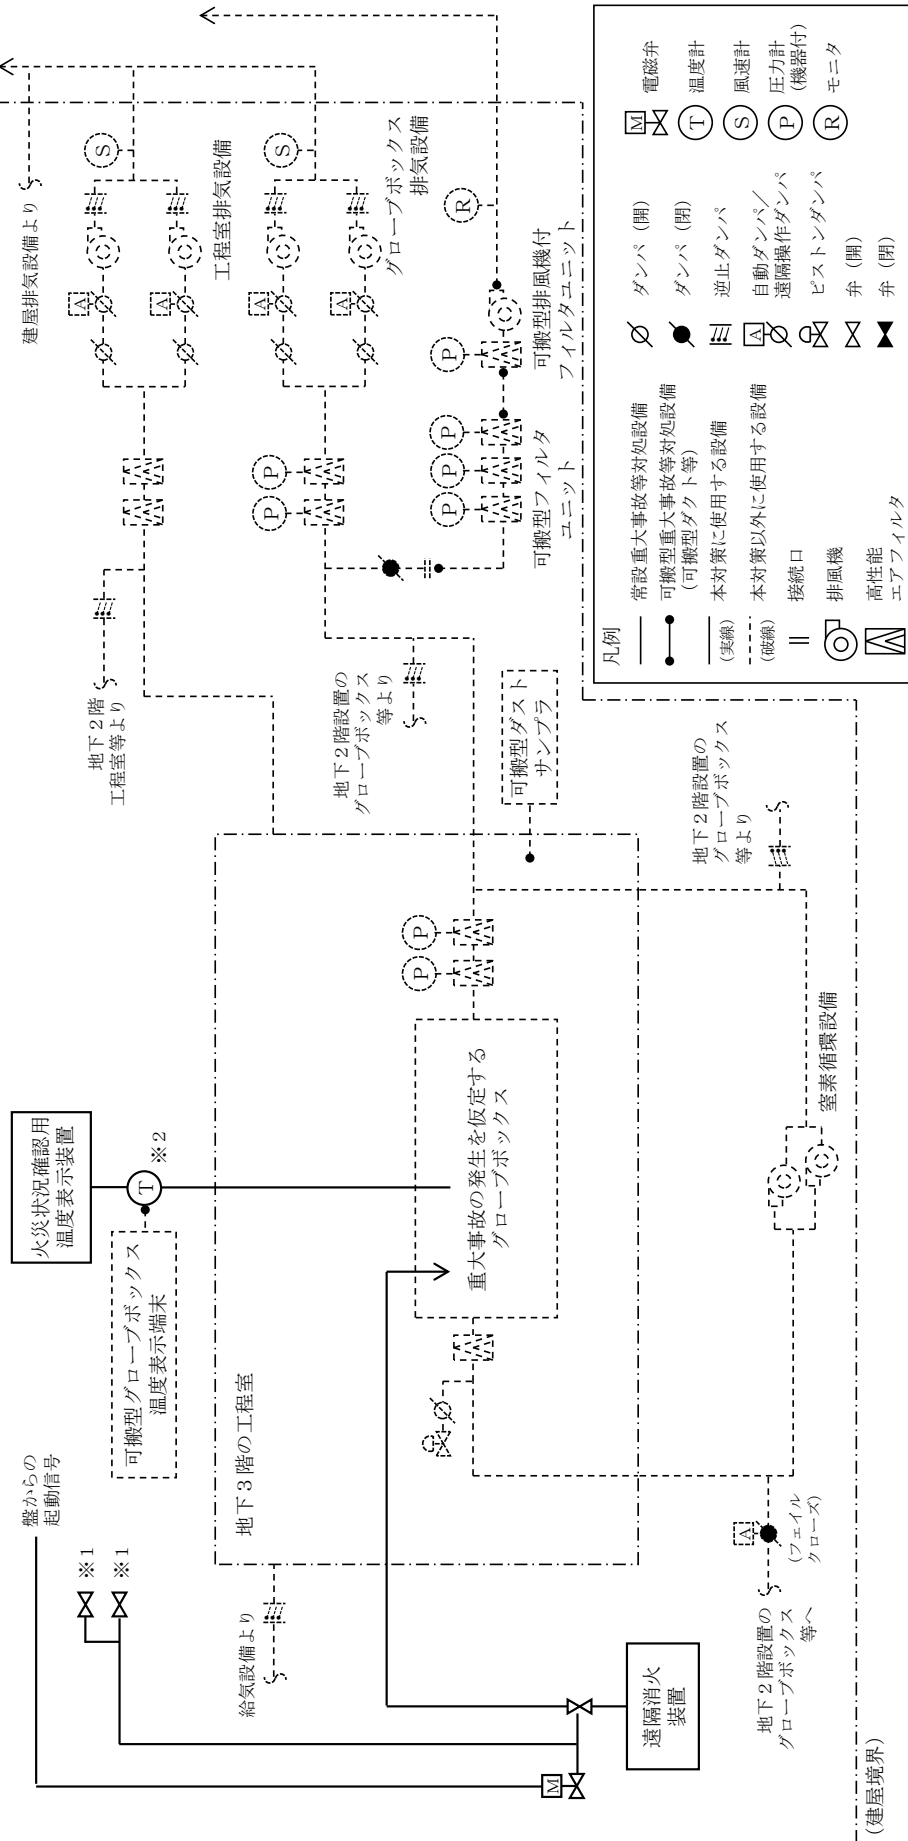 盤からの
起動信号
※1
※1
給気設備より
遠隔消火
装置
M
火災状況確認用
温度表示装置
T
※2
可搬型グローブボックス
温度表示端末
地下3階の工程室
重大事故の発生を仮定する
グローブボックス
P
P
窒素循環設備
A
(フェイル
クローズ)
地下2階設置の
グローブボックス
等へ
(建屋境界)
地下2階設置の
グローブボックス
等より
可搬型ダスト
サンプラ
地下2階設置の
グローブボックス
等より
地下2階
工程室等より
建屋排気設備より
A
A
S
工程室排気設備
A
A
S
グローブボックス
排気設備
P
P
P
P
P
可搬型フィルタ
ユニット
P
R
可搬型排風機付
フィルタユニット
凡例
常設重大事故等対処設備
可搬型重大事故等対処設備
(可搬型ダクト等)
(実線)
本対策に使用する設備
(破線)
本対策以外に使用する設備
接続口
排風機
高性能
エアフィルタ
ダンパ (開)
ダンパ (閉)
逆止ダンパ
A
自動ダンパ/
遠隔操作ダンパ
ピストンダンパ
弁 (開)
弁 (閉)
M
電磁弁
T
温度計
S
風速計
P
圧力計
(機器付)
R
モニタ